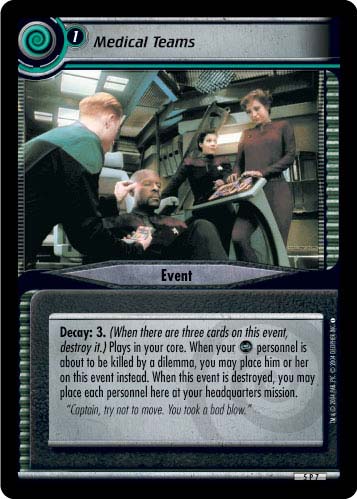 1
Medical Teams
Event
Decay: 3. (When there are three cards on this event,
destroy it.) Plays in your core. When your personnel is
about to be killed by a dilemma, you may place him or her
on this event instead. When this event is destroyed, you may
place each personnel here at your headquarters mission.
"Captain, try not to move. You took a bad blow."
5 P 7